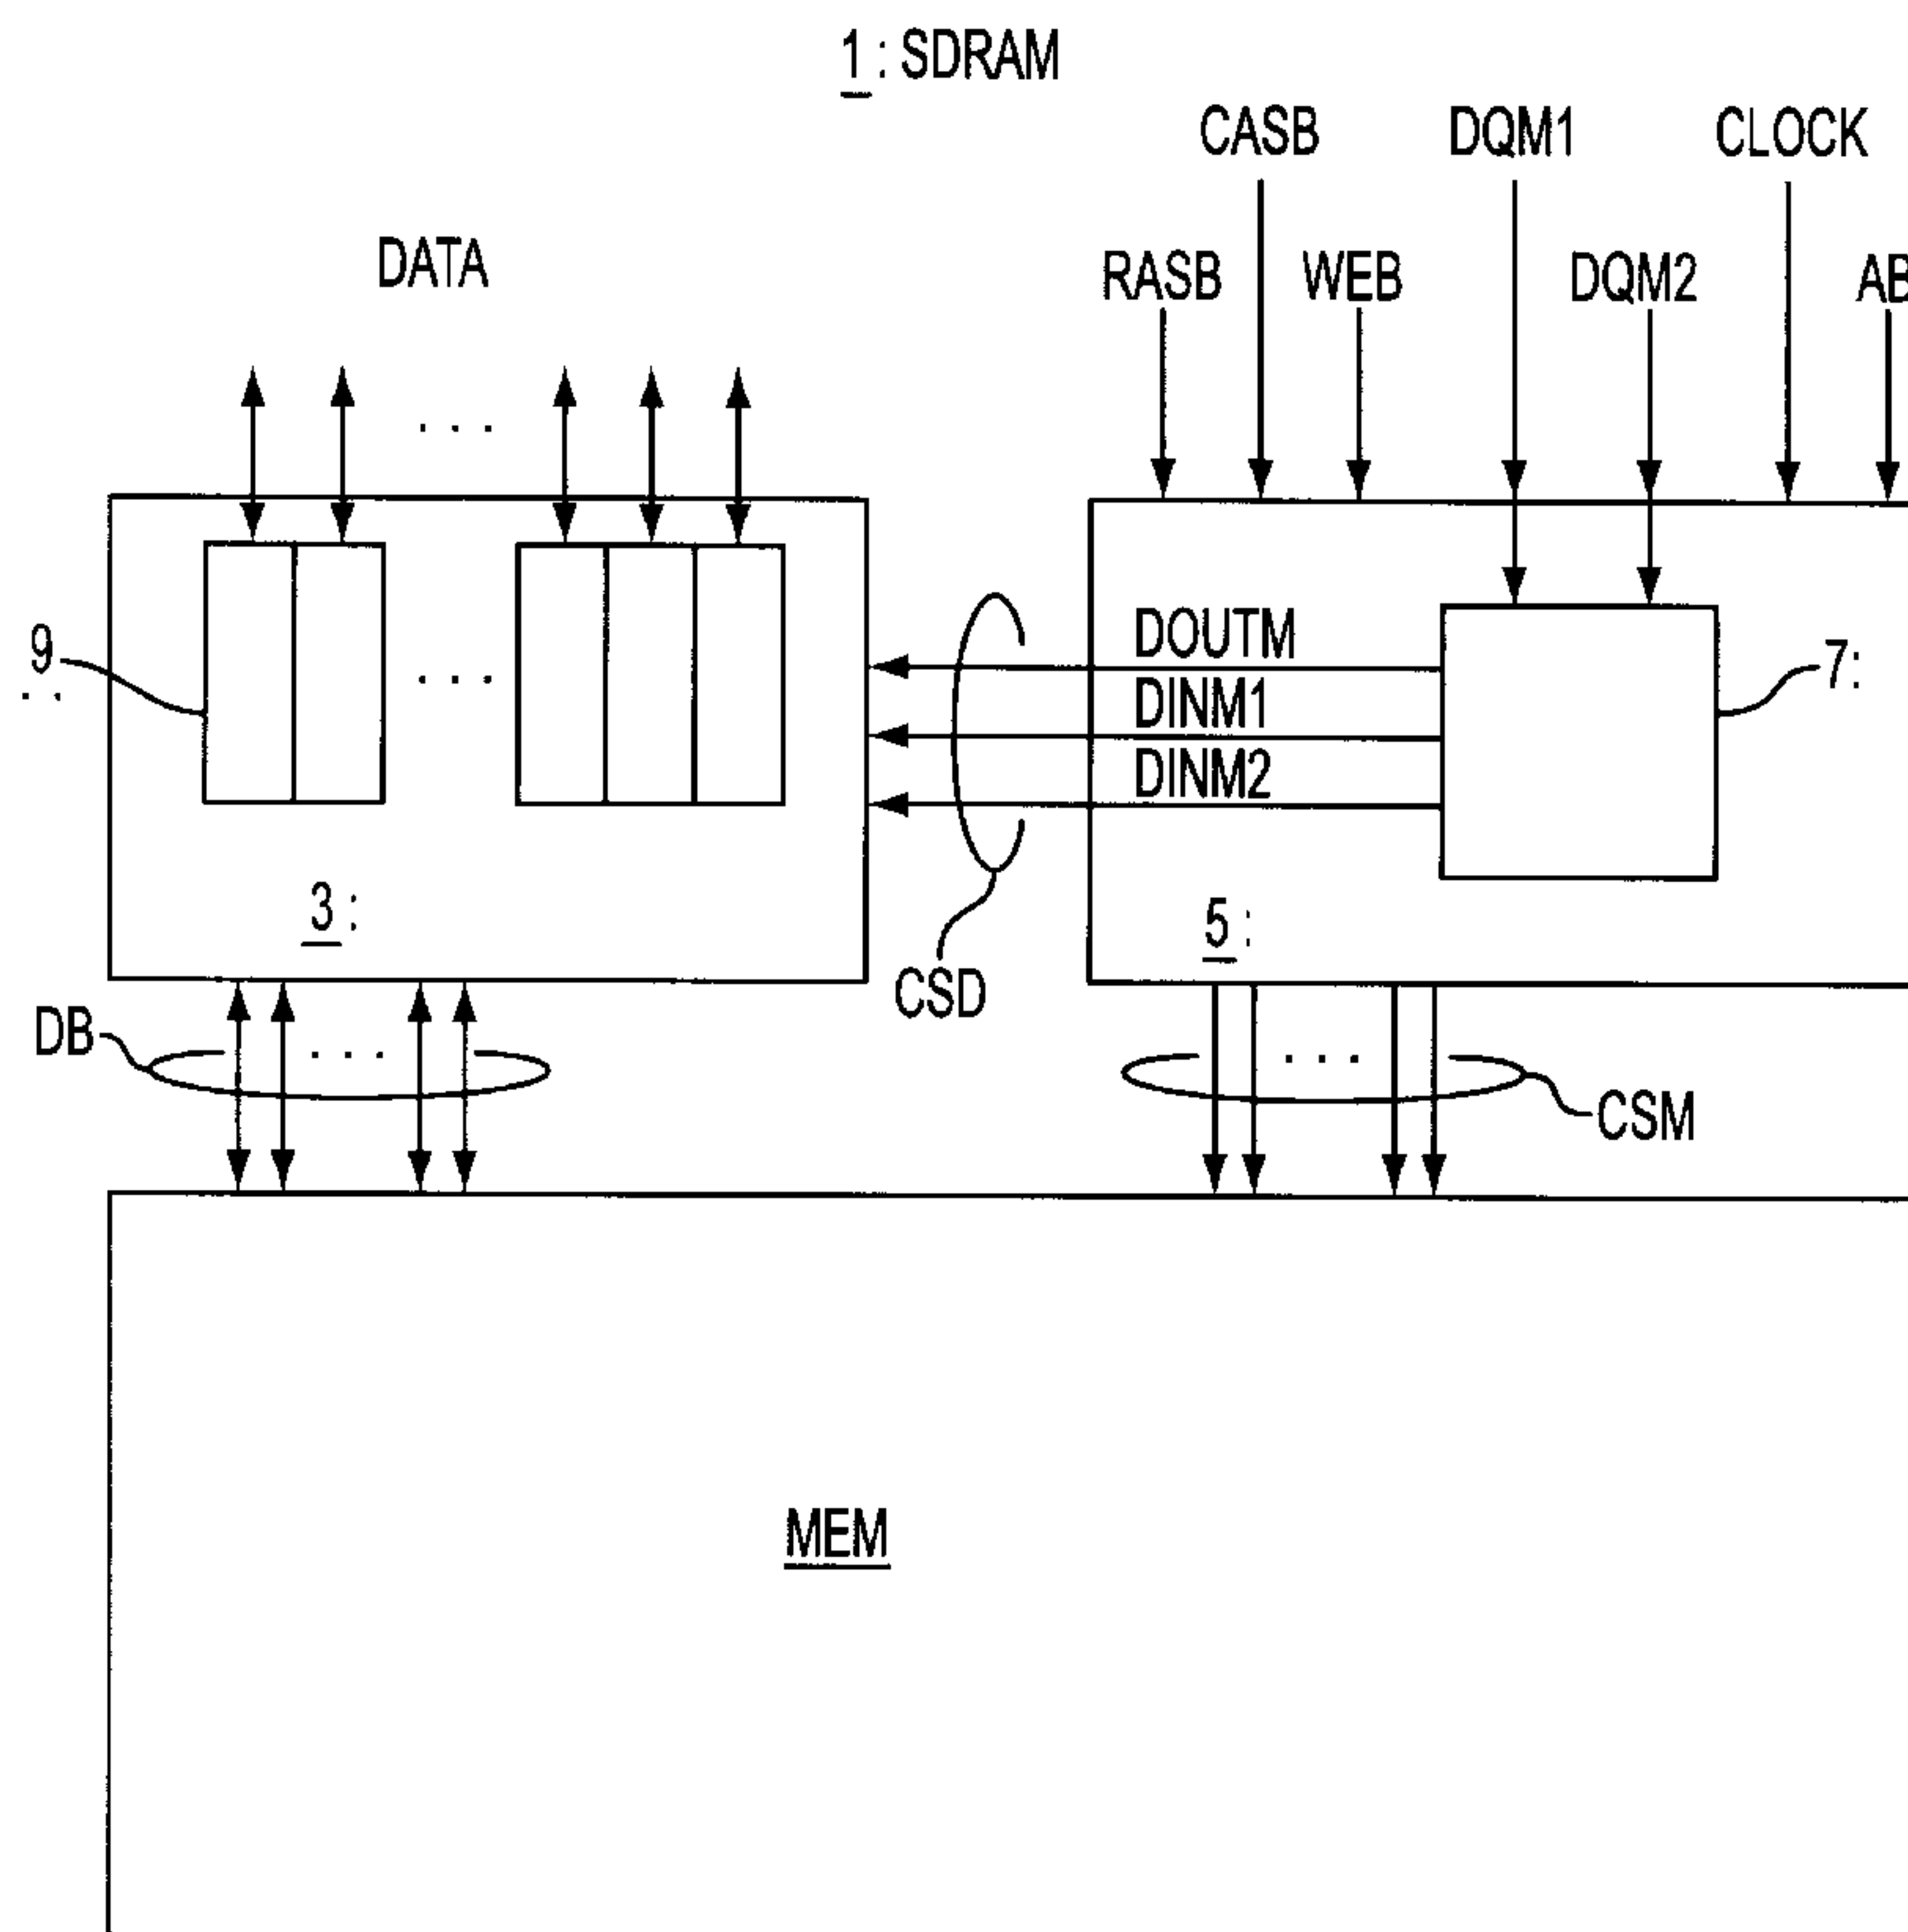 1 : SDRAM
CASB DQM1 CLOCK
DATA
RASB WEB DQM2 AB
. . .
DOUTM
9
. .
7:
. . .
DINM1
DINM2
3 :
5 :
CSD
DB
. . .
. . .
CSM
MEM